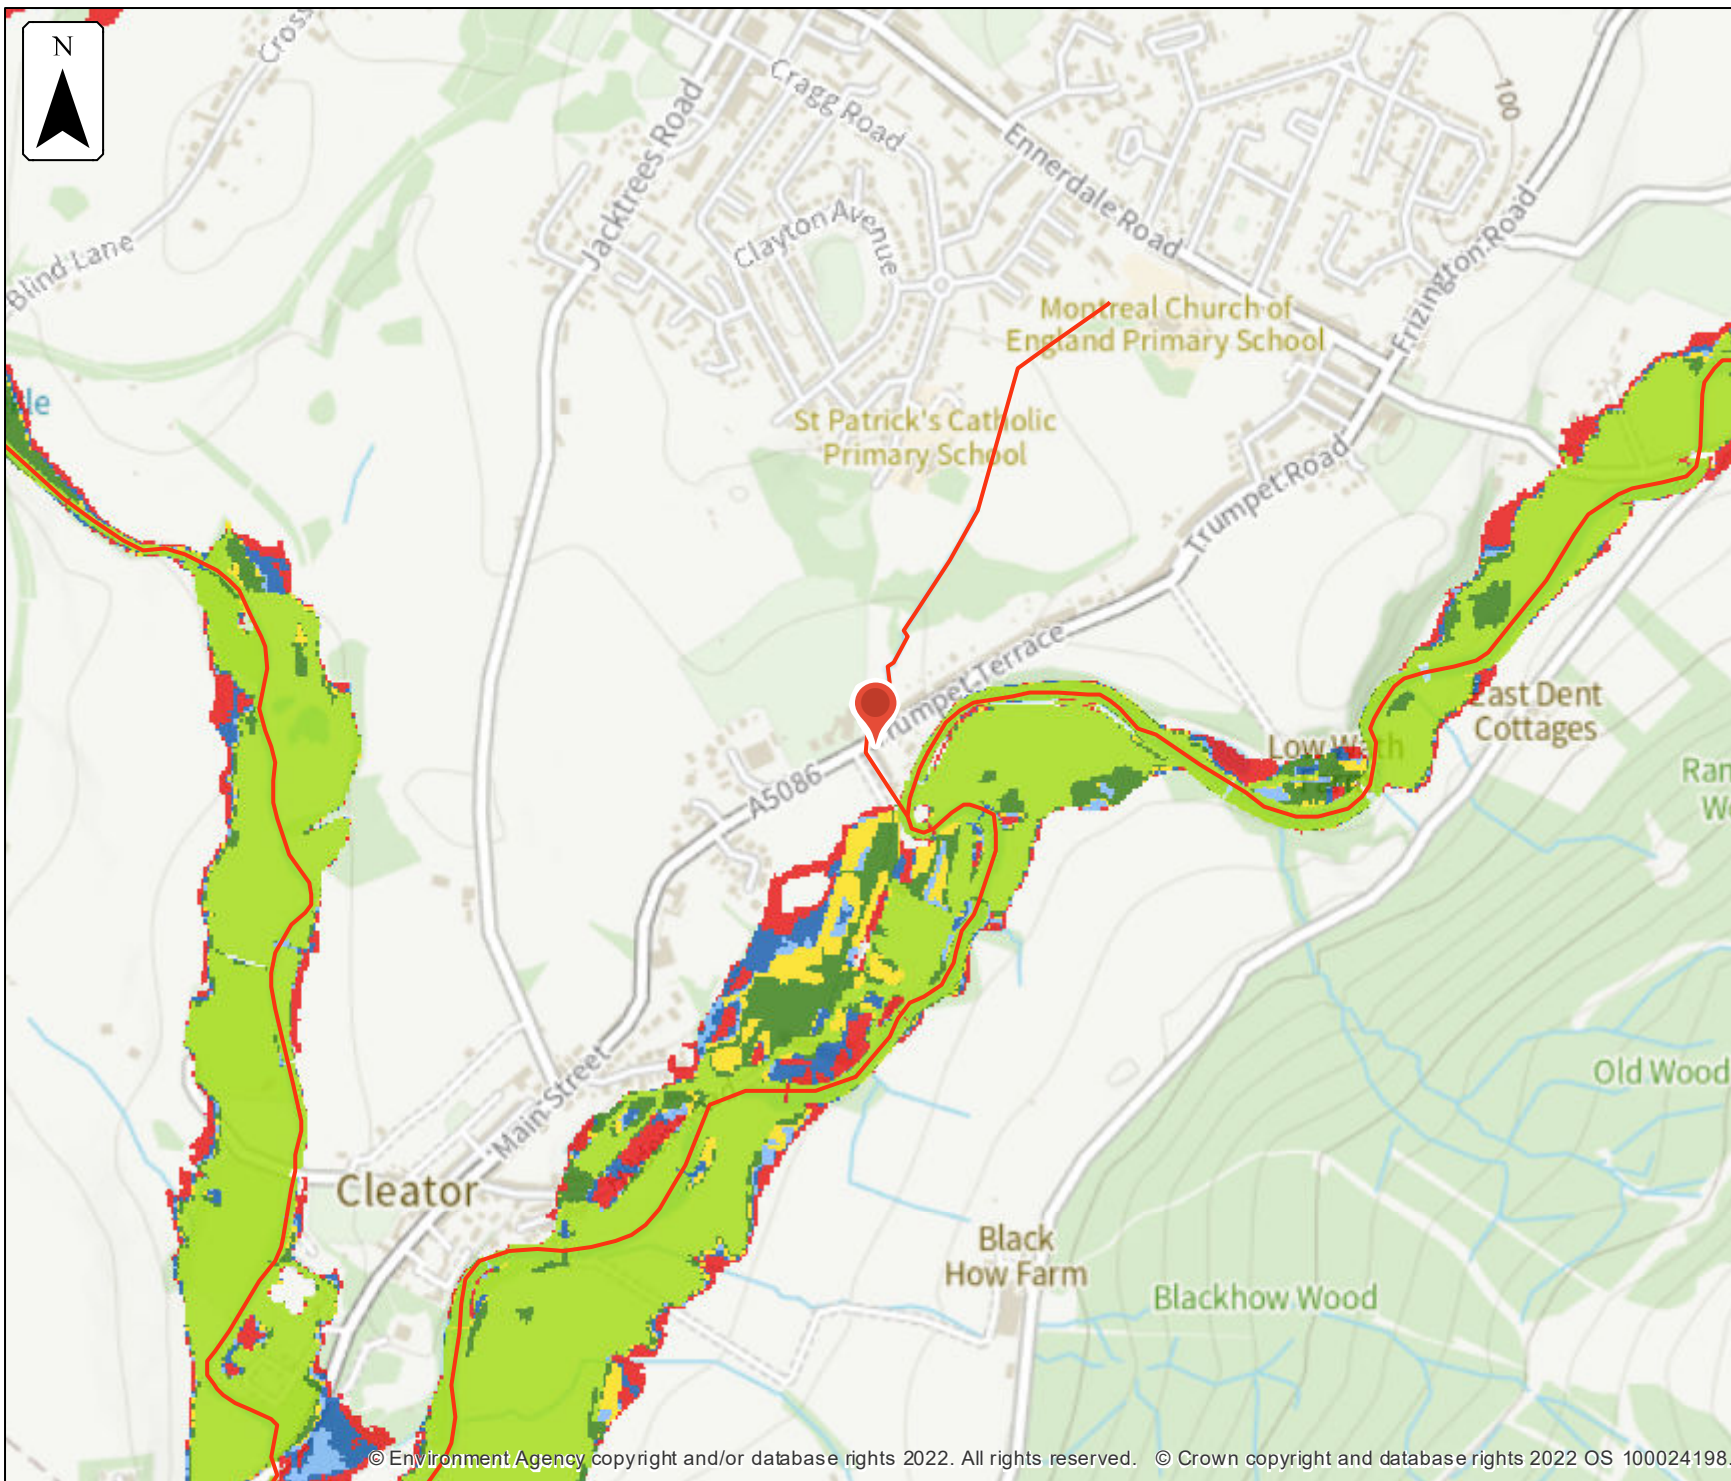 N
Cross
Cragg Road
100
Ennerdale Road
Jacktrees Road
Clayton Avenue
Frizington Road
Blind Lane
Montreal Church of
England Primary School
St Patrick's Catholic
Primary School
Trumpet Road
Trumpet Terrace
East Dent
Cottages
A5086
Old Wood
Main Street
Cleator
Black
How Farm
Blackhow Wood
© Environment Agency copyright and/or database rights 2022. All rights reserved. © Crown copyright and database rights 2022 OS 100024198